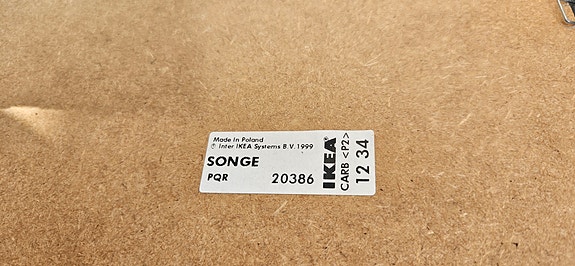 Made in Poland
© Inter IKEA Systems B.V. 1999
SONGE
PQR 20386
IKEA®
CARB <P2>
12 34